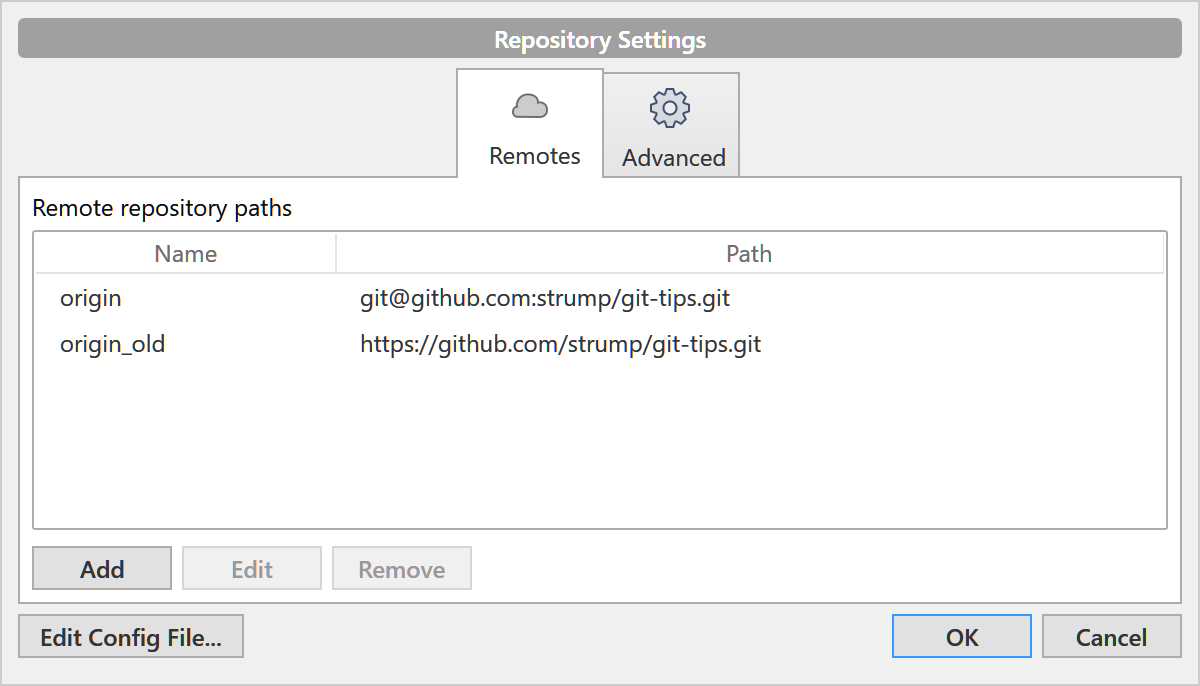 Repository Settings
Remotes
Advanced
Remote repository paths
Name Path
origin git@github.com:strump/git-tips.git
origin_old https://github.com/strump/git-tips.git
Add Edit Remove
Edit Config File... OK Cancel